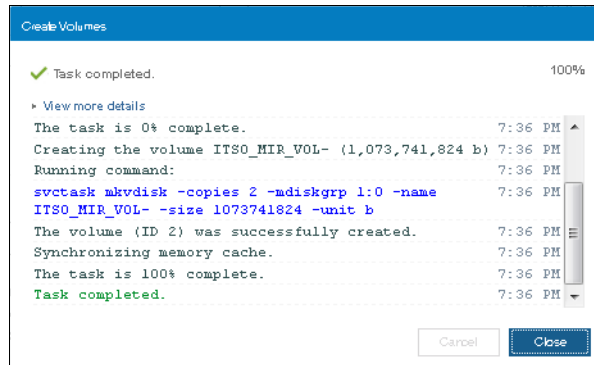 Create Volumes
Task completed. 100%
View more details
The task is 0% complete. 7:36 PM
Creating the volume ITSO_MIR_VOL- (1,073,741,824 b) 7:36 PM
Running command: 7:36 PM
svctask mkvdisk -copies 2 -mdiskgrp 1:0 -name 7:36 PM
ITSO_MIR_VOL- -size 1073741824 -unit b
The volume (ID 2) was successfully created. 7:36 PM
Synchronizing memory cache. 7:36 PM
The task is 100% complete. 7:36 PM
Task completed. 7:36 PM
Cancel Close